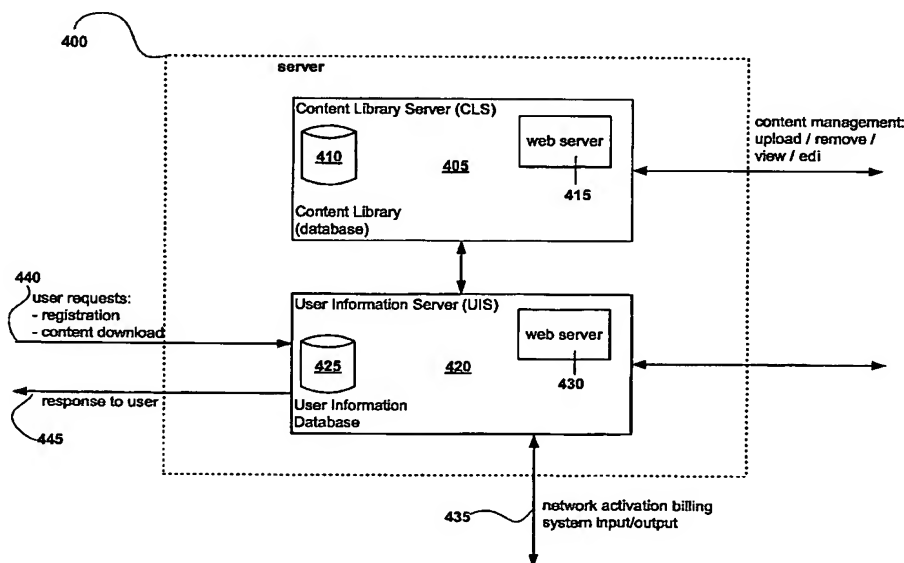 400
server
Content Library Server (CLS)
410
405
web server
415
Content Library
(database)
content management:
upload / remove /
view / edi
440
user requests:
- registration
- content download
User Information Server (UIS)
425
420
web server
430
User Information
Database
response to user
445
435
network activation billing
system input/output